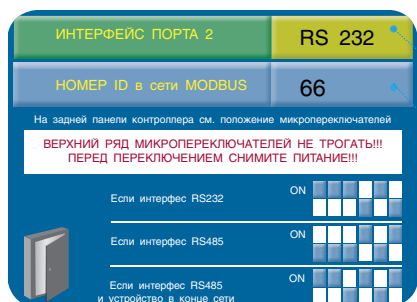 ИНТЕРФЕЙС ПОРТА 2
RS 232
НОМЕР ID в сети MODBUS
66
На задней панели контроллера см. положение микропереключателей
ВЕРХНИЙ РЯД МИКРОПЕРЕКЛЮЧАТЕЛЕЙ НЕ ТРОГАТЬ!!!
ПЕРЕД ПЕРЕКЛЮЧЕНИЕМ СНИМИТЕ ПИТАНИЕ!!!
Если интерфес RS232
ON
Если интерфес RS485
ON
Если интерфес RS485
и устройство в конце сети
ON